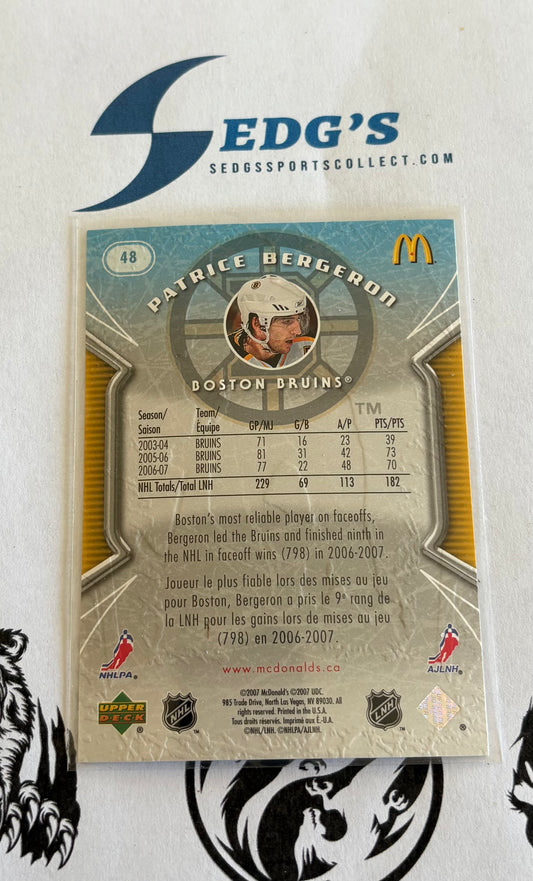 SEDG'S
SEDGSSPORTSCOLLECT.COM
48
PATRICE BERGERON
BOSTON BRUINS®
TM
Season/ Team/
Saison Équipe GP/MJ G/B A/P PTS/PTS
2003-04 BRUINS 71 16 23 39
2005-06 BRUINS 81 31 42 73
2006-07 BRUINS 77 22 48 70
NHL Totals/Total LNH 229 69 113 182
Boston's most reliable player on faceoffs,
Bergeron led the Bruins and finished ninth in
the NHL in faceoff wins (798) in 2006-2007.
Joueur le plus fiable lors des mises au jeu
pour Boston, Bergeron a pris le 9e rang de
la LNH pour les gains lors de mises au jeu
(798) en 2006-2007.
NHLPA™
AJLNH™
www.mcdonalds.ca
©2007 McDonald's ©2007 UDC.
985 Trade Drive, North Las Vegas, NV 89030. All
rights reserved. Printed in the U.S.A.
Tous droits réservés. Imprimé aux É.-U.A.
©NHL/LNH. ©NHLPA/AJLNH.
UPPER
DECK
®
NHL
™
LNH
™
®